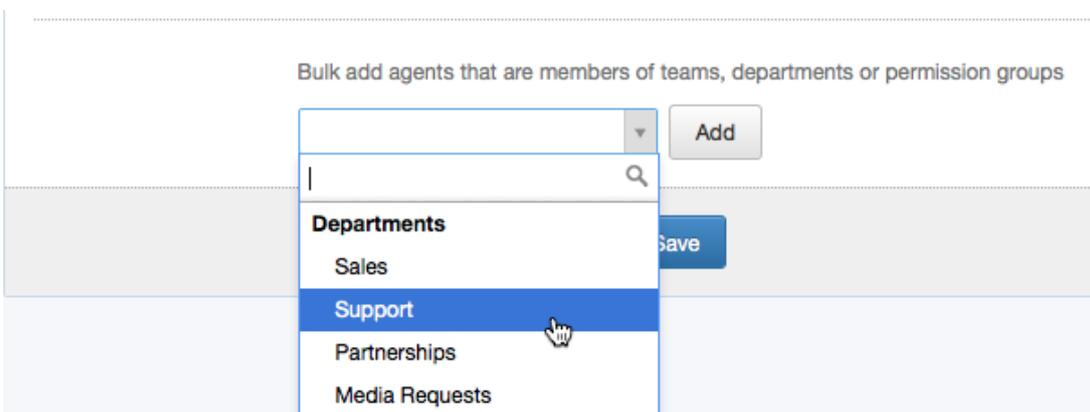 Bulk add agents that are members of teams, departments or permission groups
Add
Departments
Sales
Save
Support
Partnerships
Media Requests